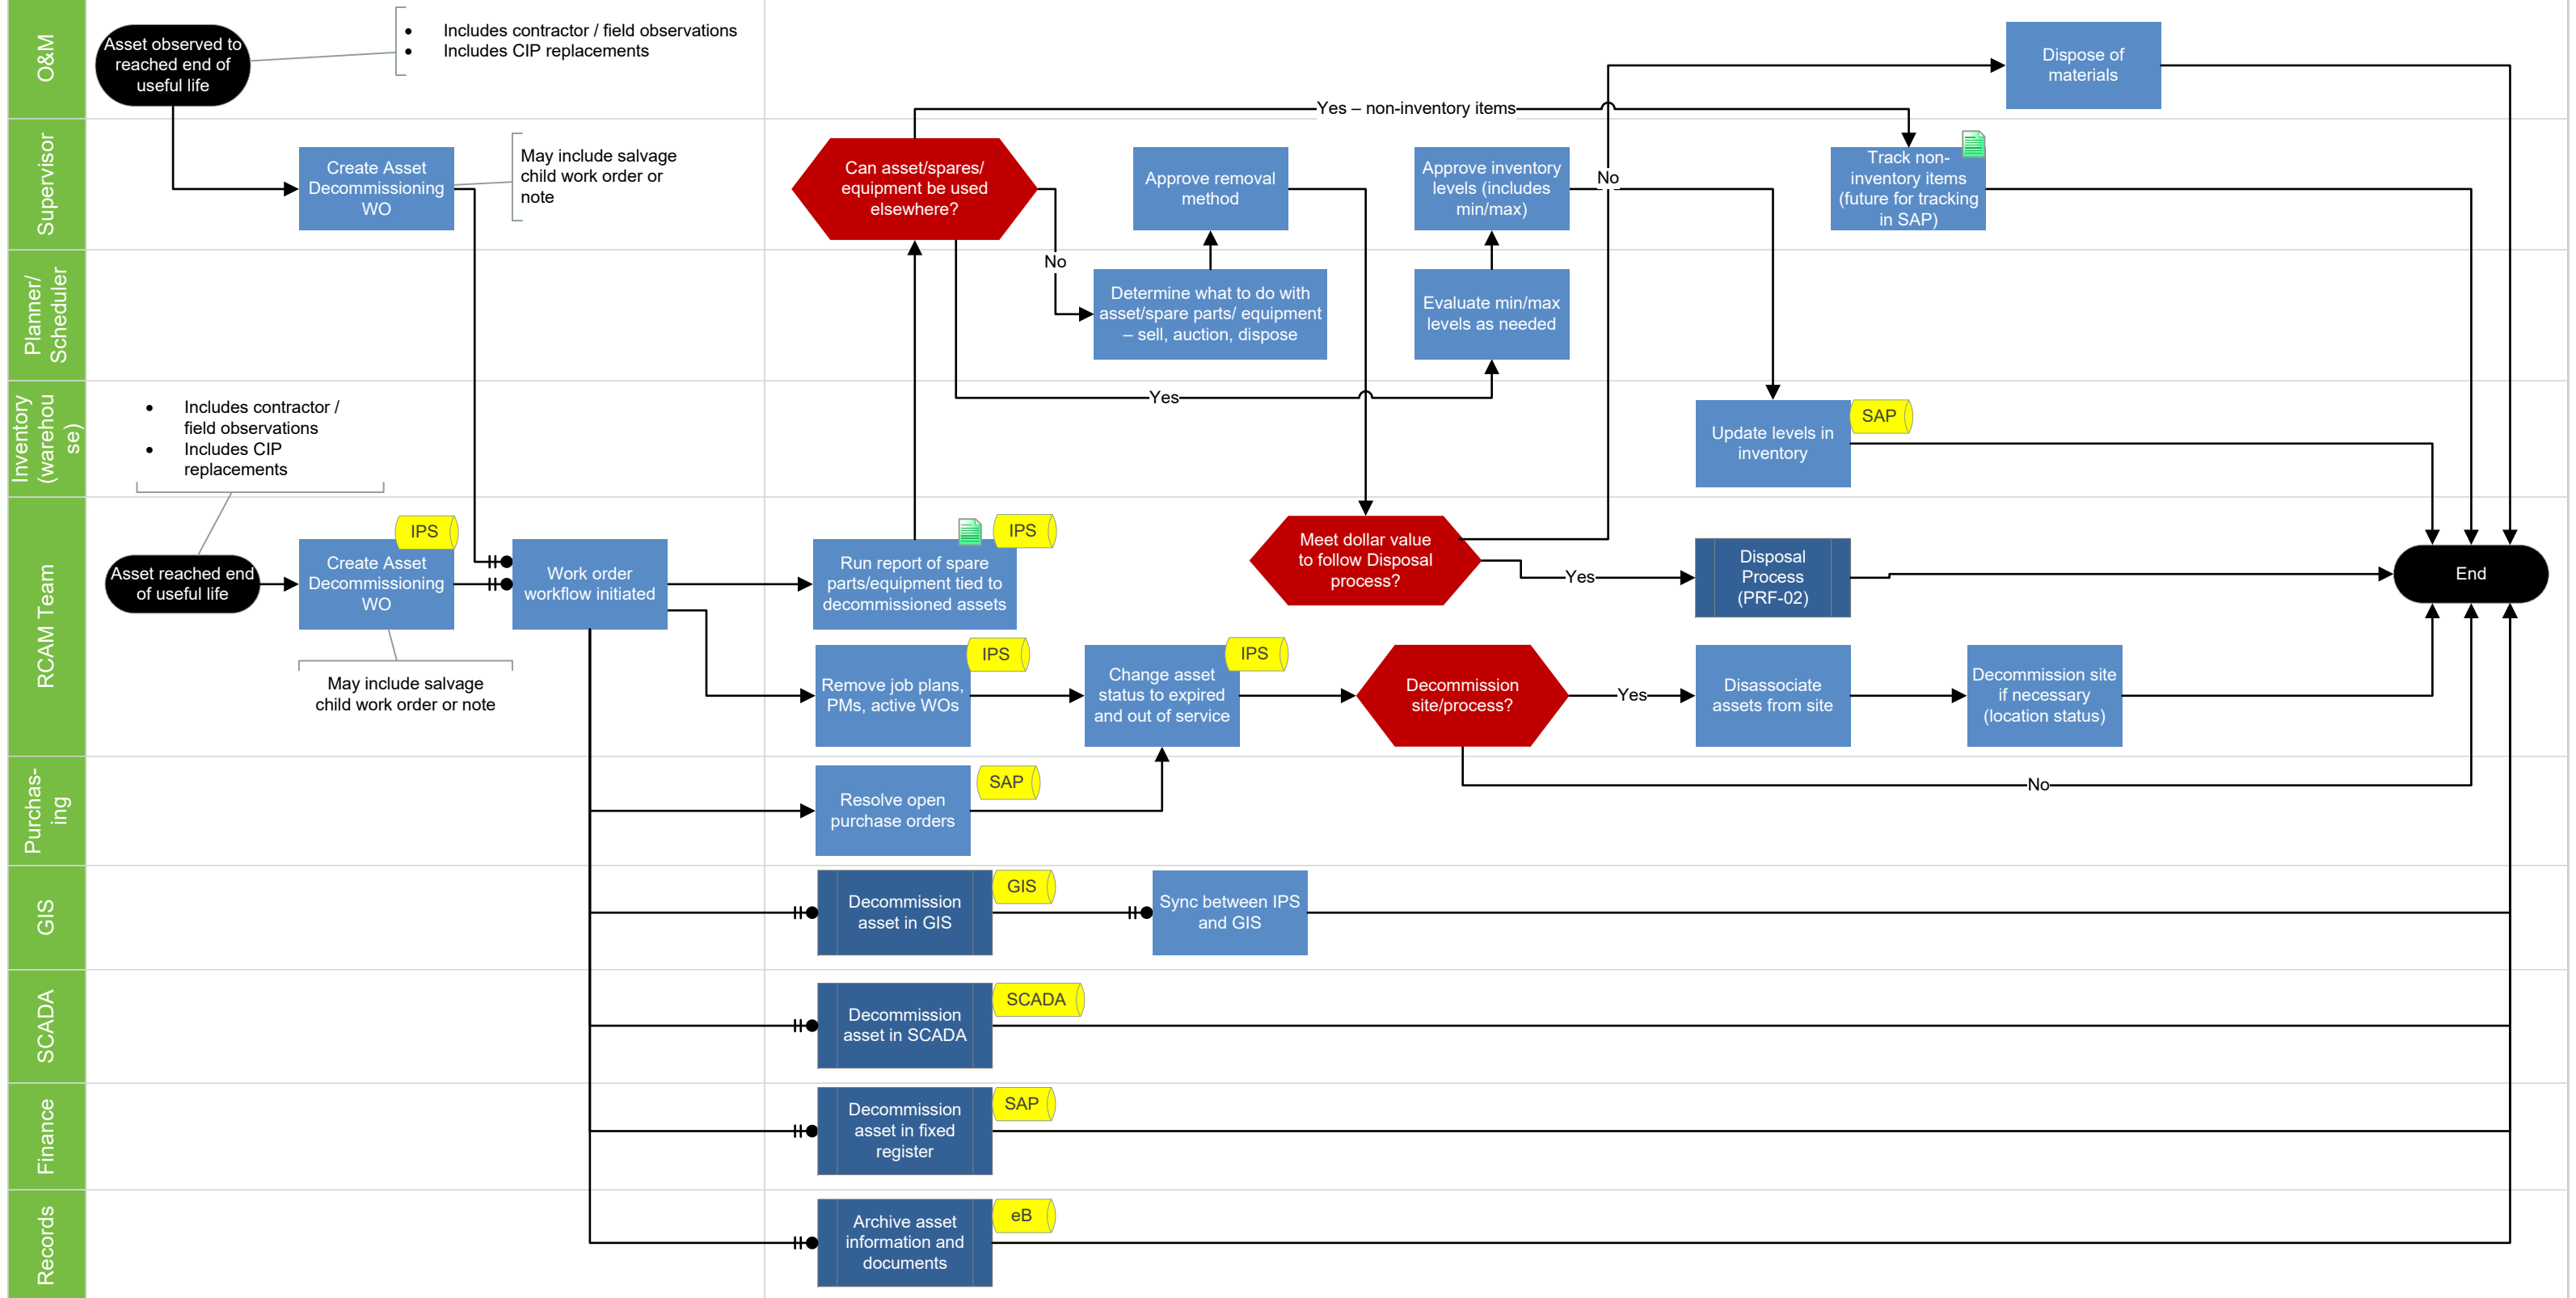 O&M
Asset observed to
reached end of
useful life
• Includes contractor / field observations
• Includes CIP replacements
Dispose of
materials
Yes – non-inventory items
Supervisor
Create Asset
Decommissioning
WO
May include salvage
child work order or
note
Can asset/spares/
equipment be used
elsewhere?
No
Approve removal
method
Approve inventory
levels (includes
min/max)
No
Track non-
inventory items
(future for tracking
in SAP)
Planner/
Scheduler
Determine what to do with
asset/spare parts/ equipment
– sell, auction, dispose
Evaluate min/max
levels as needed
Yes
Inventory
(warehou
se)
• Includes contractor /
field observations
• Includes CIP
replacements
Update levels in
inventory
SAP
RCAM Team
Asset reached end
of useful life
IPS
Create Asset
Decommissioning
WO
May include salvage
child work order or note
Work order
workflow initiated
IPS
Run report of spare
parts/equipment tied to
decommissioned assets
Meet dollar value
to follow Disposal
process?
Yes
Disposal
Process
(PRF-02)
End
IPS
Remove job plans,
PMs, active WOs
IPS
Change asset
status to expired
and out of service
Decommission
site/process?
Yes
Disassociate
assets from site
Decommission site
if necessary
(location status)
No
Purchas-
ing
SAP
Resolve open
purchase orders
GIS
GIS
Decommission
asset in GIS
Sync between IPS
and GIS
SCADA
SCADA
Decommission
asset in SCADA
Finance
SAP
Decommission
asset in fixed
register
Records
eB
Archive asset
information and
documents